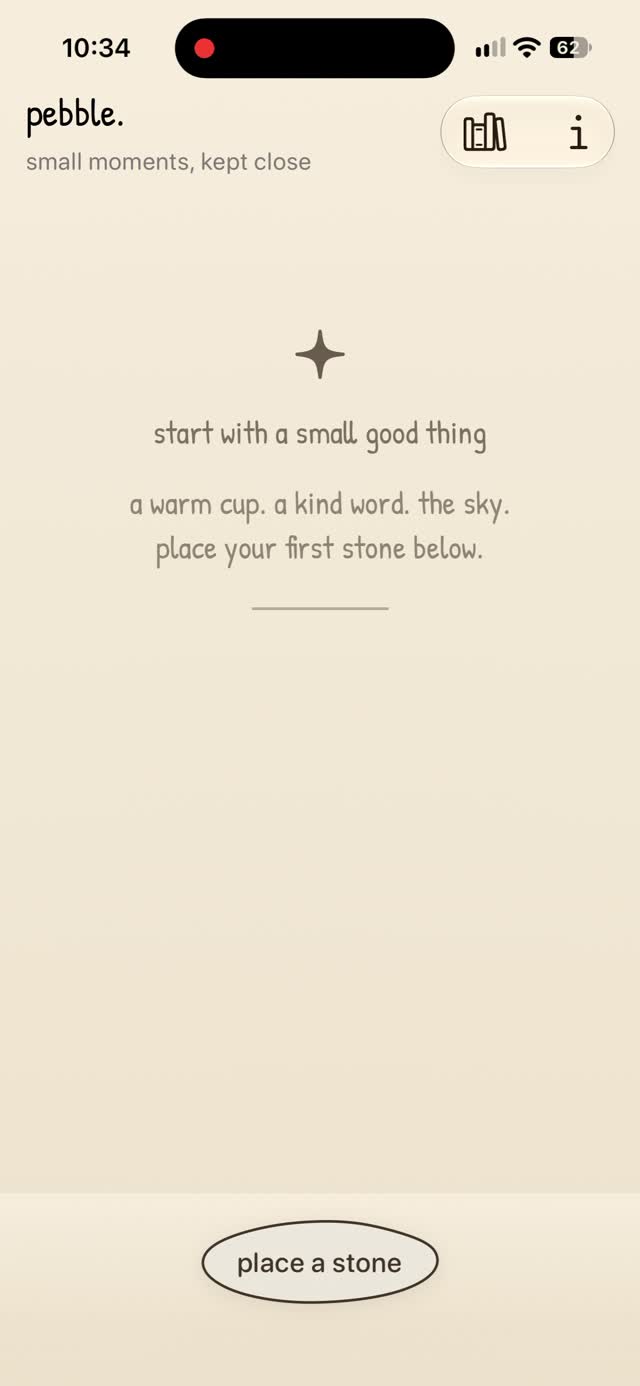 10:34
62
pebble.
small moments, kept close
i
start with a small good thing
a warm cup. a kind word. the sky.
place your first stone below.
place a stone